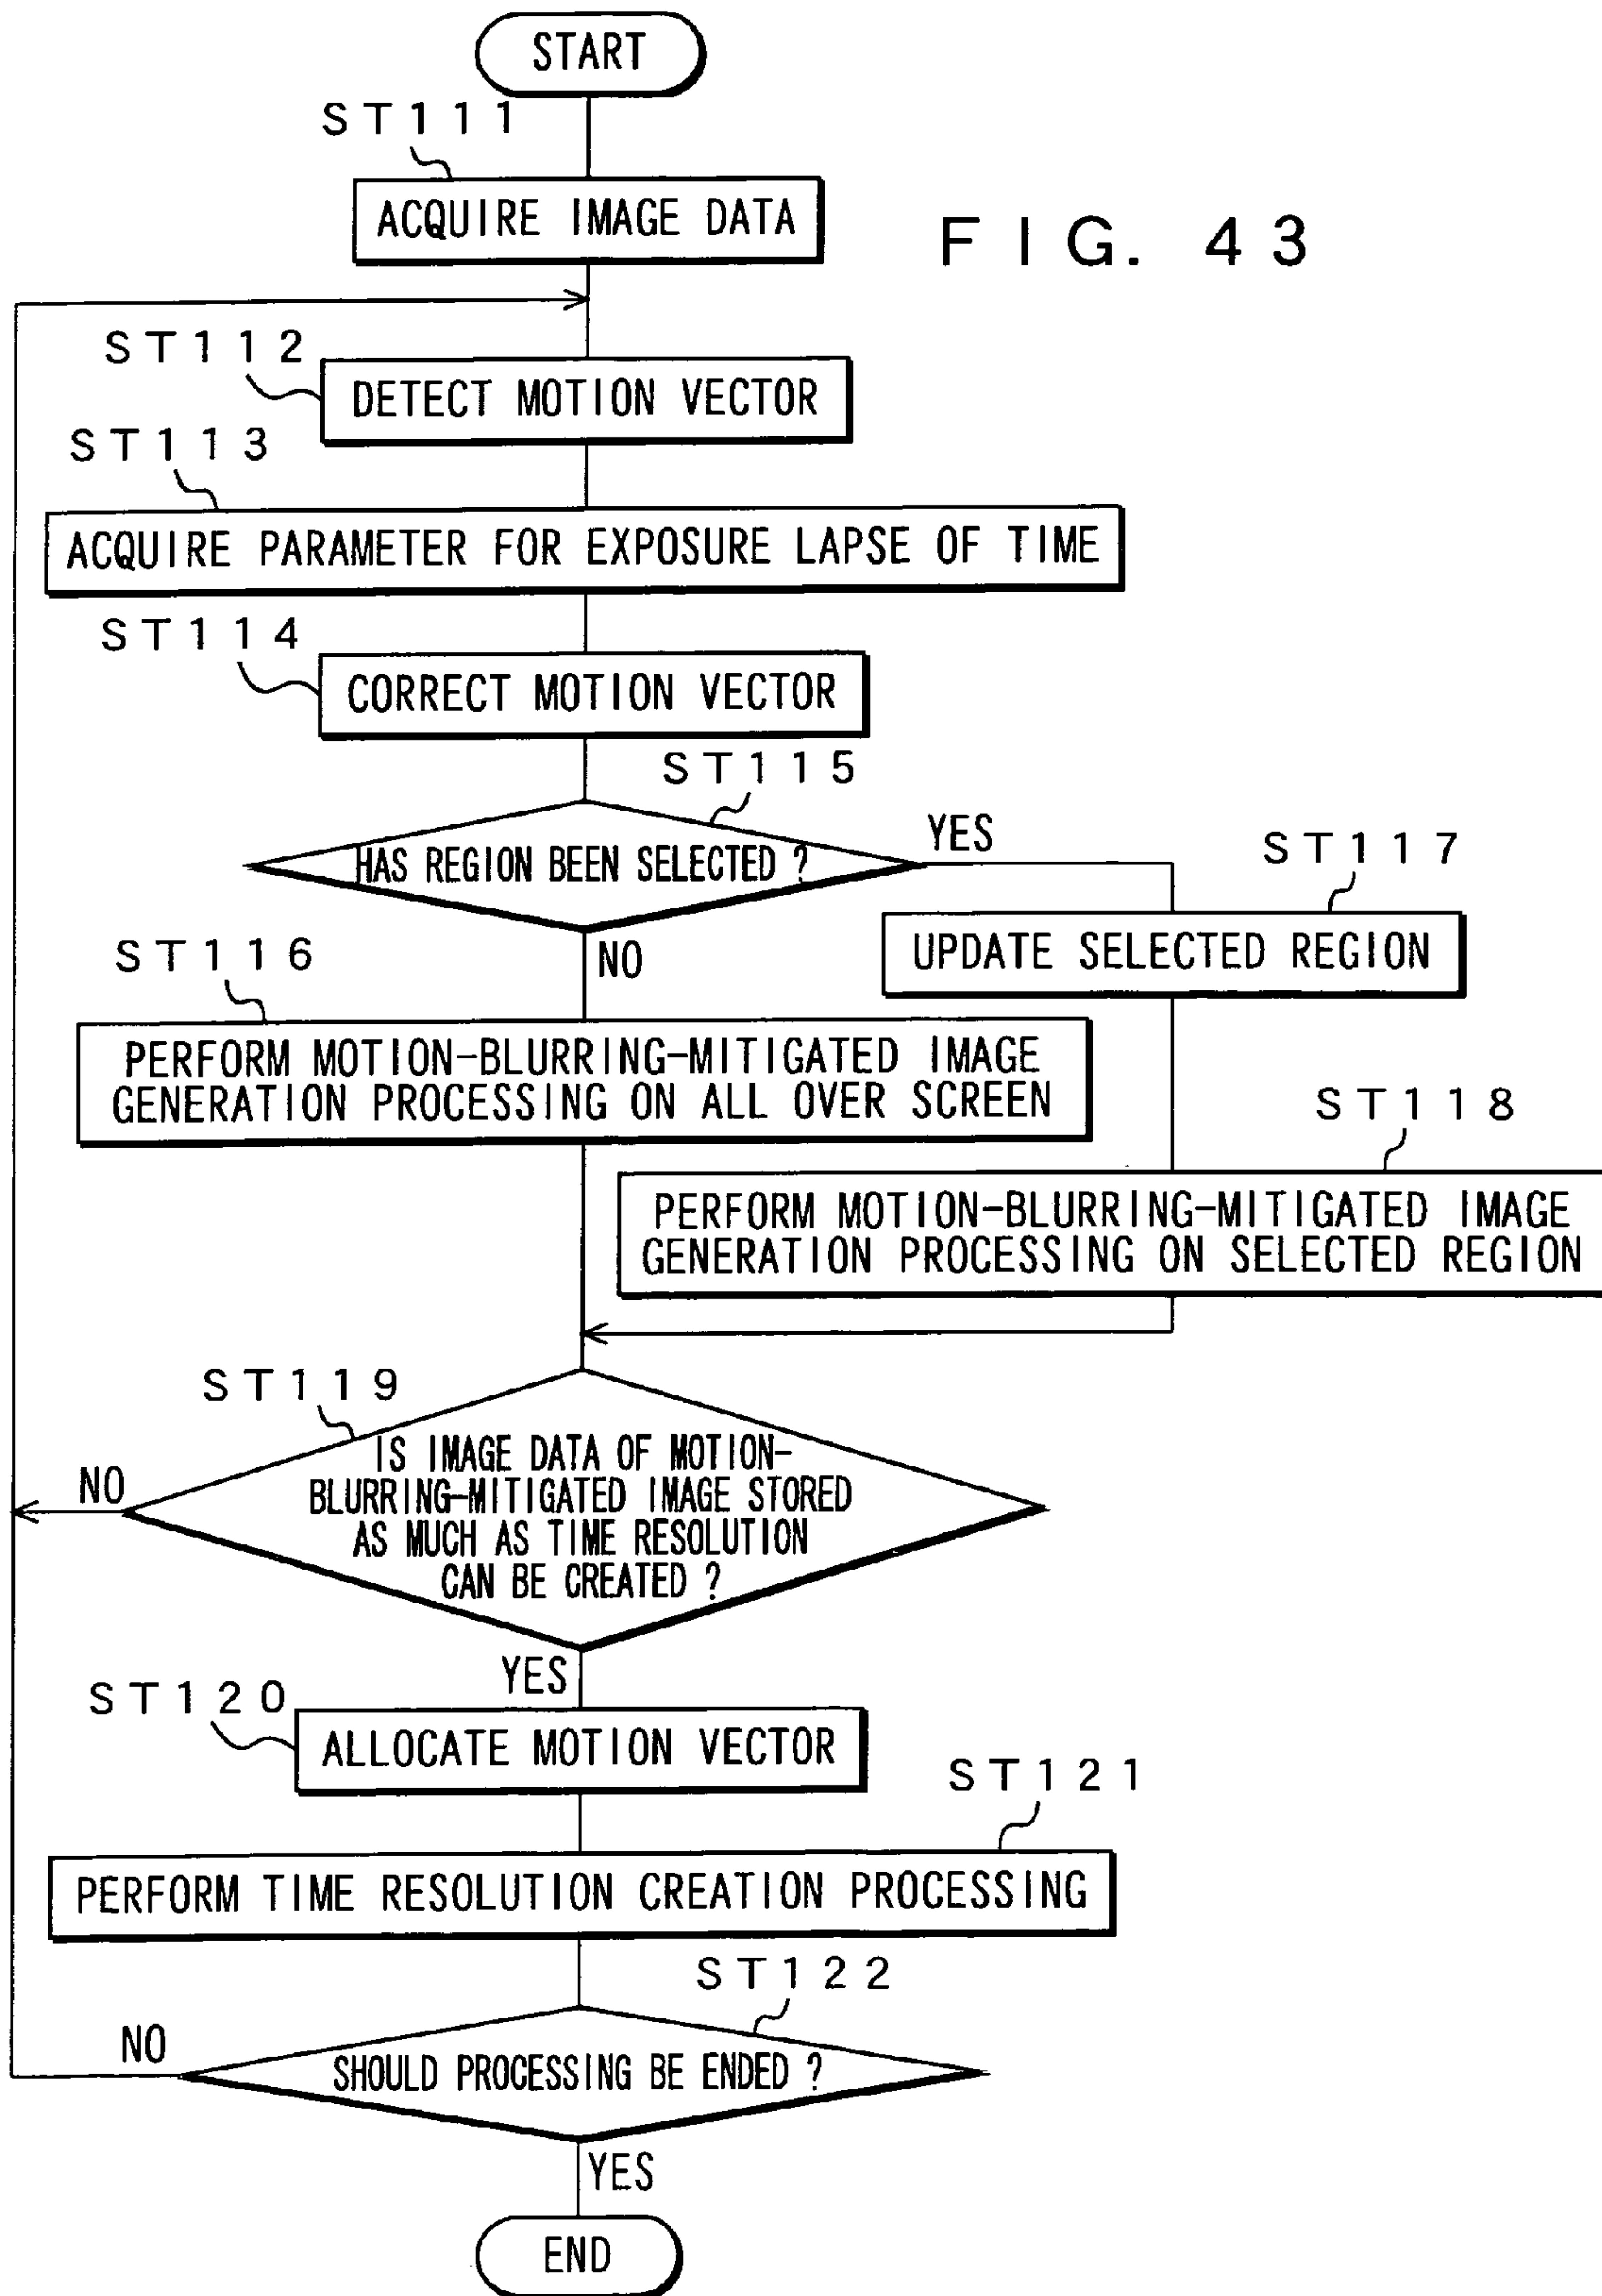 START
ST111
ACQUIRE IMAGE DATA
FIG. 43
ST112
DETECT MOTION VECTOR
ST113
ACQUIRE PARAMETER FOR EXPOSURE LAPSE OF TIME
ST114
CORRECT MOTION VECTOR
ST115
HAS REGION BEEN SELECTED ?
YES
NO
ST117
UPDATE SELECTED REGION
ST116
PERFORM MOTION-BLURRING-MITIGATED IMAGE
GENERATION PROCESSING ON ALL OVER SCREEN
ST118
PERFORM MOTION-BLURRING-MITIGATED IMAGE
GENERATION PROCESSING ON SELECTED REGION
ST119
IS IMAGE DATA OF MOTION-
BLURRING-MITIGATED IMAGE STORED
AS MUCH AS TIME RESOLUTION
CAN BE CREATED ?
NO
YES
ST120
ALLOCATE MOTION VECTOR
ST121
PERFORM TIME RESOLUTION CREATION PROCESSING
ST122
SHOULD PROCESSING BE ENDED ?
NO
YES
END